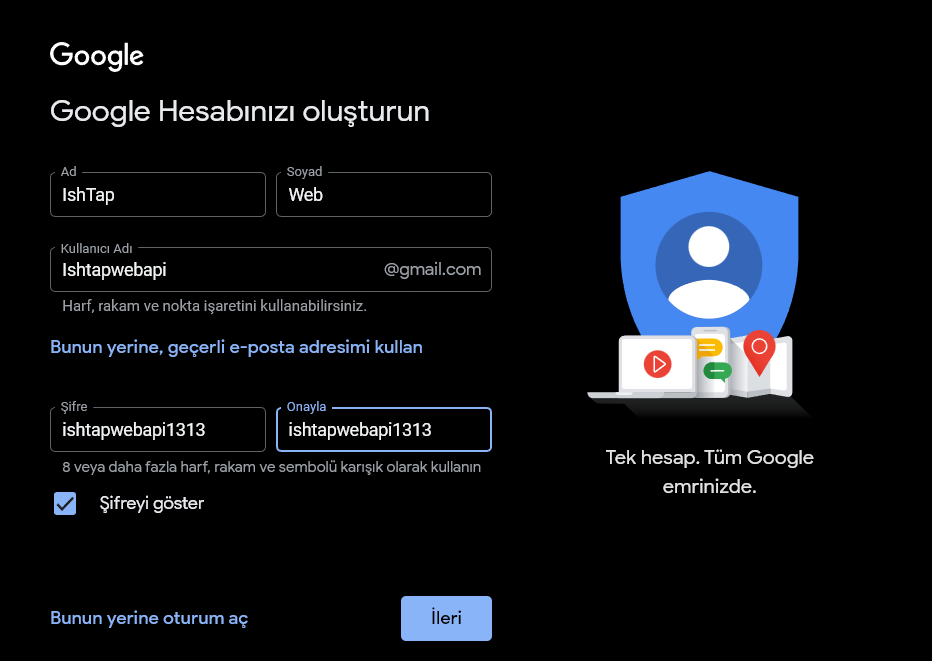 Google
Google Hesabınızı oluşturun
Ad
Soyad
IshTap
Web
Kullanıcı Adı
Ishtapwebapi
@gmail.com
Harf, rakam ve nokta işaretini kullanabilirsiniz.
Bunun yerine, geçerli e-posta adresimi kullan
Şifre
Onayla
ishtapwebapi1313
ishtapwebapi1313
8 veya daha fazla harf, rakam ve sembolü karışık olarak kullanın
Şifreyi göster
Bunun yerine oturum aç
İleri
Tek hesap. Tüm Google
emrinizde.